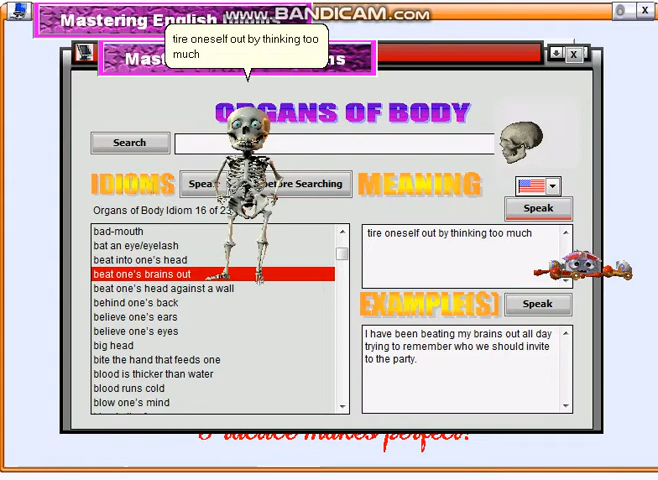 Mastering English Idioms
www.BANDICAM.com
tire oneself out by thinking too
much
ORGANS OF BODY
Search
IDIOMS
before Searching
MEANING
Speak
Organs of Body Idiom 16 of
bad-mouth
bat an eye/eyelash
beat into one's head
beat one's brains out
beat one's head against a wall
behind one's back
believe one's ears
believe one's eyes
big head
bite the hand that feeds one
blood is thicker than water
blood runs cold
blow one's mind
tire oneself out by thinking too much
EXAMPLE(S)
Speak
I have been beating my brains out all day
trying to remember who we should invite
to the party.
Practice makes perfect!